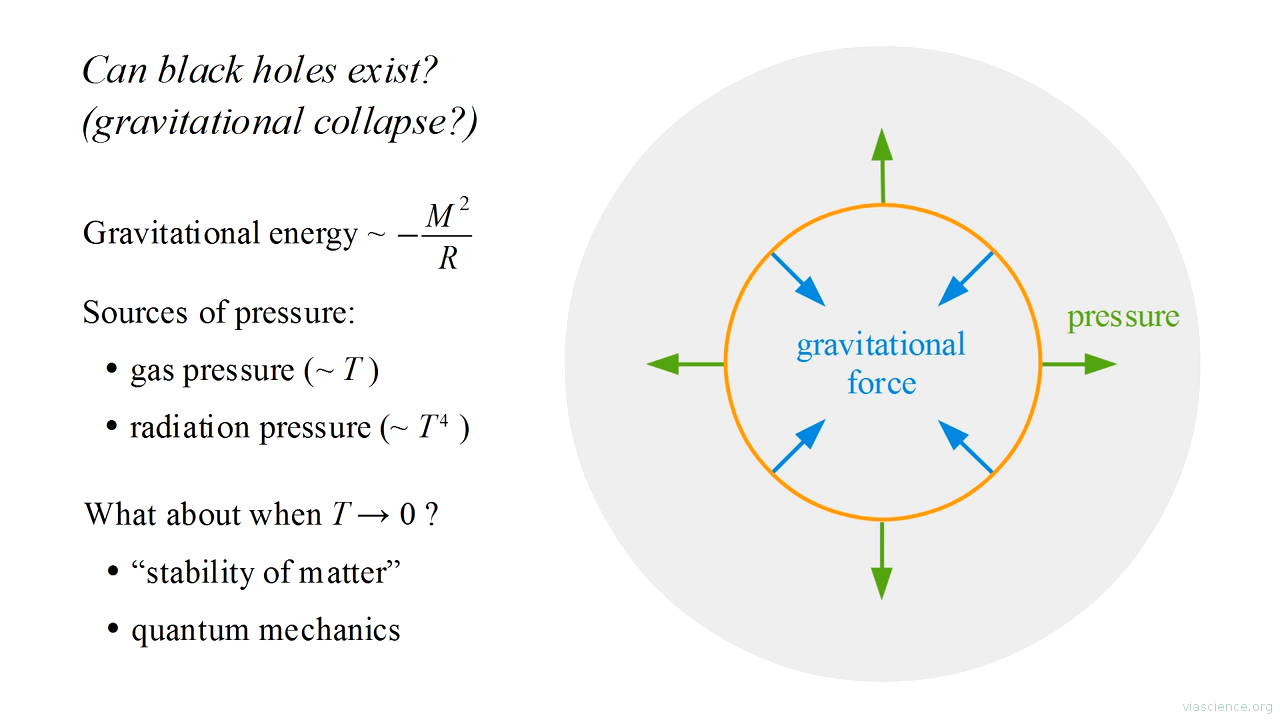 Can black holes exist?
(gravitational collapse?)
Gravitational energy ~ −M²/R
Sources of pressure:
• gas pressure (~ T )
• radiation pressure (~ T⁴ )
What about when T → 0 ?
• “stability of matter”
• quantum mechanics
gravitational
force
pressure
viascience.org